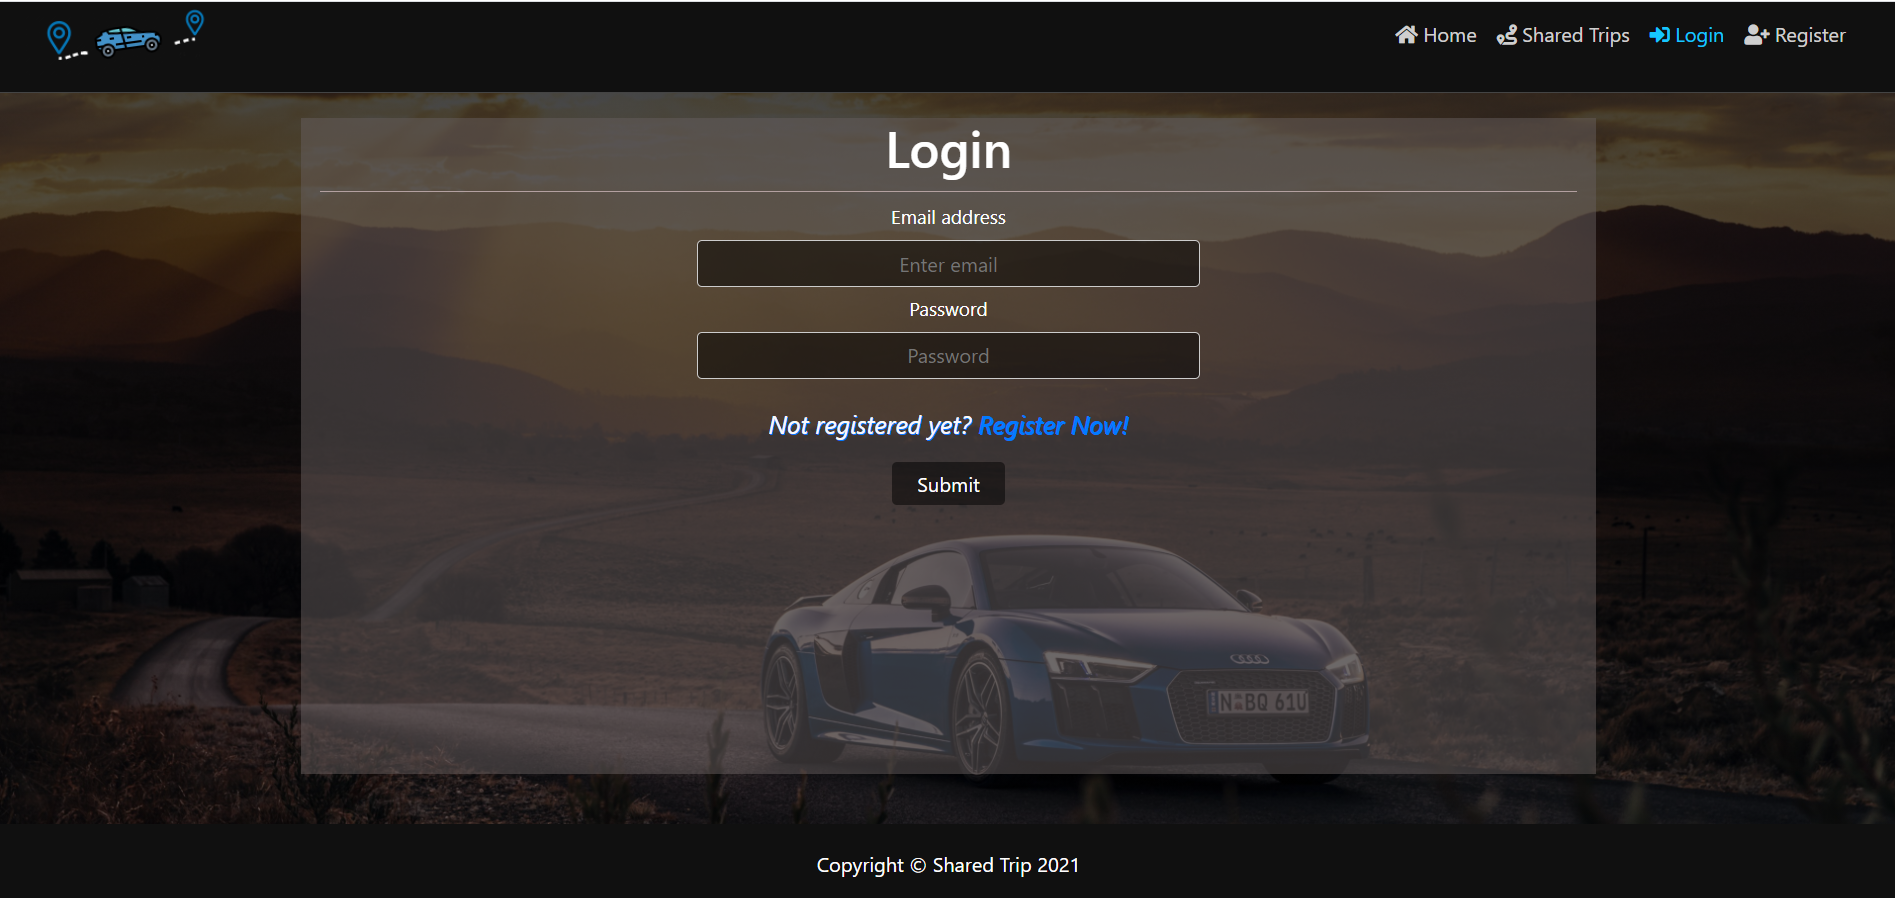 Home Shared Trips Login Register
Login
Email address
Enter email
Password
Password
Not registered yet? Register Now!
Submit
N BQ 61U
Copyright © Shared Trip 2021